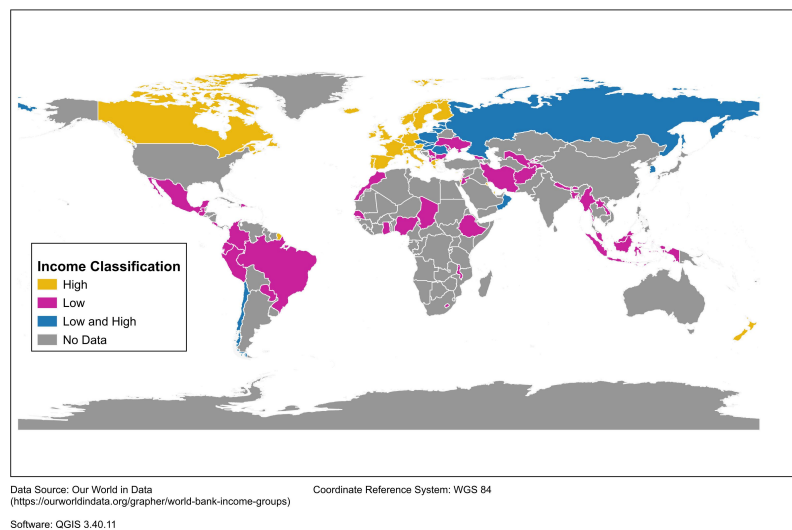 Income Classification
High
Low
Low and High
No Data
Data Source: Our World in Data
(https://ourworldindata.org/grapher/world-bank-income-groups)
Coordinate Reference System: WGS 84
Software: QGIS 3.40.11